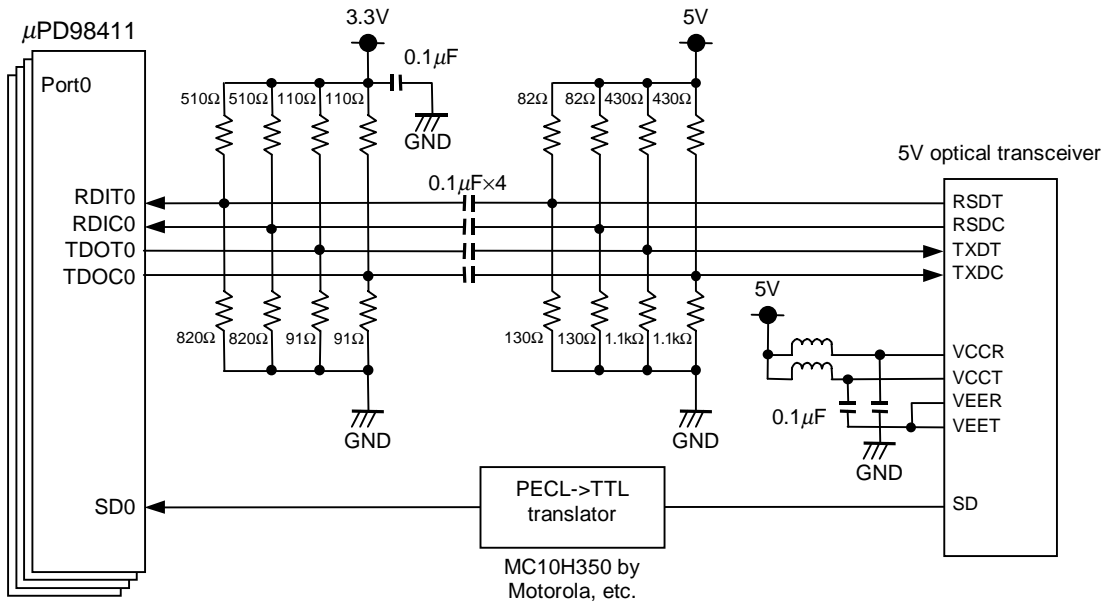 µPD98411
Port0
3.3V
5V
0.1µF
510Ω 510Ω 110Ω 110Ω
GND
82Ω 82Ω 430Ω 430Ω
5V optical transceiver
RDIT0
RDIC0
TDOT0
TDOC0
0.1µF×4
RSDT
RSDC
TXDT
TXDC
820Ω 820Ω 91Ω 91Ω
GND
130Ω 130Ω 1.1kΩ 1.1kΩ
GND
5V
0.1µF
GND
VCCR
VCCT
VEER
VEET
SD0
PECL->TTL
translator
SD
MC10H350 by
Motorola, etc.